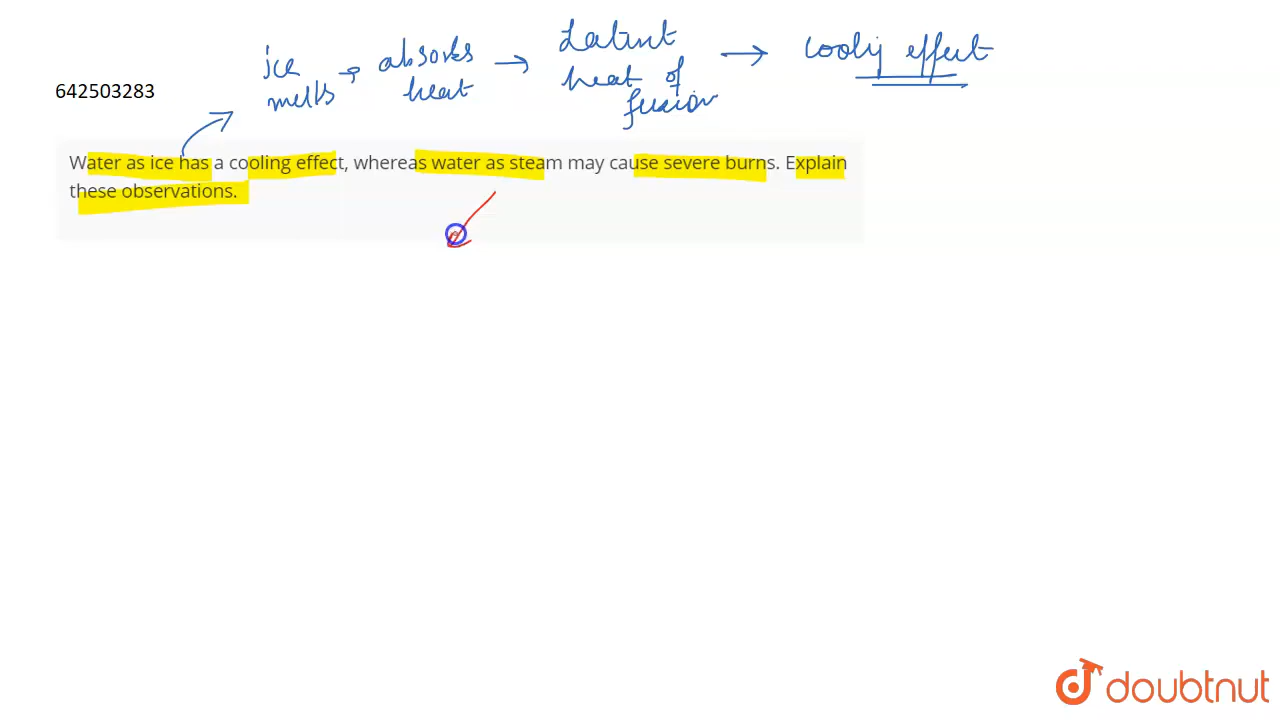 ice melts → absorbs heat → Latent heat of fusion → cooling effect
642503283
Water as ice has a cooling effect, whereas water as steam may cause severe burns. Explain
these observations.
doubtnut